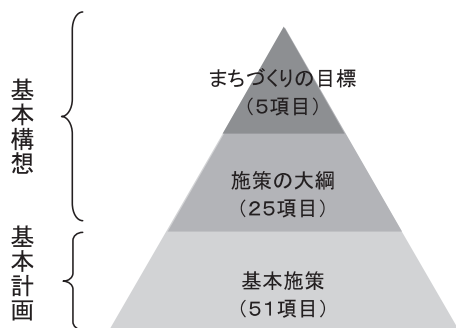 基本構想
まちづくりの目標
（5項目）
施策の大綱
（25項目）
基本計画
基本施策
（51項目）